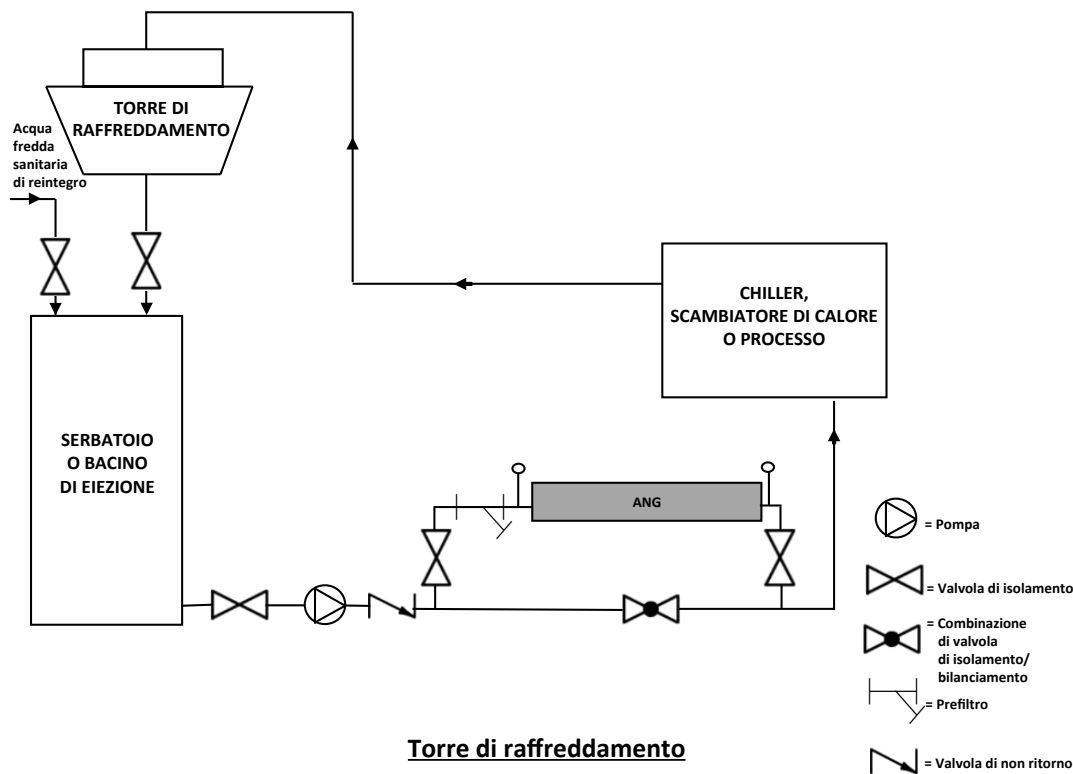 TORRE DI
RAFFREDDAMENTO
Acqua
fredda
sanitaria
di reintegro
CHILLER,
SCAMBIATORE DI CALORE
O PROCESSO
SERBATOIO
O BACINO
DI EIEZIONE
ANG
= Pompa
= Valvola di isolamento
= Combinazione
di valvola
di isolamento/
bilanciamento
= Prefiltro
= Valvola di non ritorno
Torre di raffreddamento